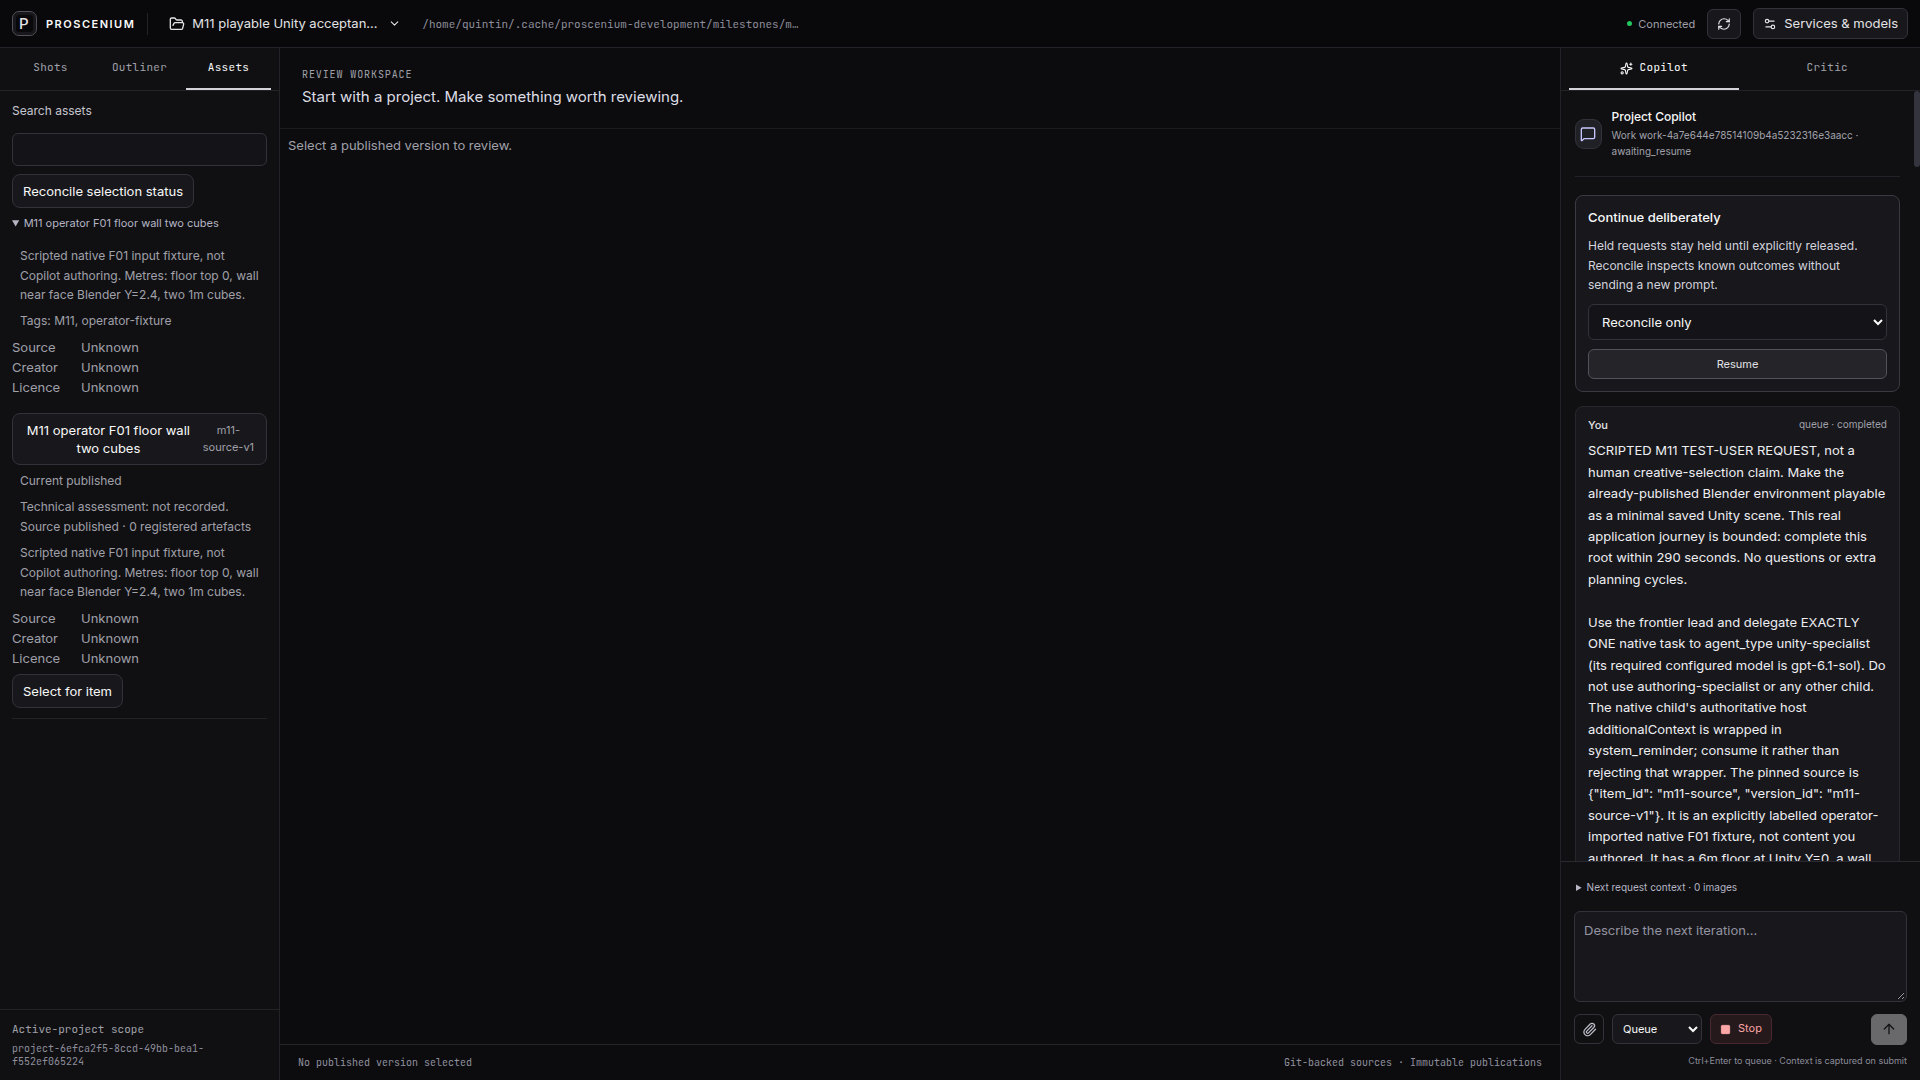 P PROSCENIUM
M11 playable Unity acceptan...
/home/quintin/.cache/proscenium-development/milestones/m…
Connected
Services & models
Shots
Outliner
Assets
Search assets
Reconcile selection status
▼ M11 operator F01 floor wall two cubes
Scripted native F01 input fixture, not
Copilot authoring. Metres: floor top 0, wall
near face Blender Y=2.4, two 1m cubes.
Tags: M11, operator-fixture
Source Unknown
Creator Unknown
Licence Unknown
M11 operator F01 floor wall
two cubes
m11-
source-v1
Current published
Technical assessment: not recorded.
Source published · 0 registered artefacts
Scripted native F01 input fixture, not
Copilot authoring. Metres: floor top 0, wall
near face Blender Y=2.4, two 1m cubes.
Source Unknown
Creator Unknown
Licence Unknown
Select for item
Active-project scope
project-6efca2f5-8ccd-49bb-bea1-
f552ef065224
REVIEW WORKSPACE
Start with a project. Make something worth reviewing.
Select a published version to review.
No published version selected
Git-backed sources · Immutable publications
Copilot
Critic
Project Copilot
Work work-4a7e644e78514109b4a5232316e3aacc ·
awaiting_resume
Continue deliberately
Held requests stay held until explicitly released.
Reconcile inspects known outcomes without
sending a new prompt.
Reconcile only
Resume
You
queue · completed
SCRIPTED M11 TEST-USER REQUEST, not a
human creative-selection claim. Make the
already-published Blender environment playable
as a minimal saved Unity scene. This real
application journey is bounded: complete this
root within 290 seconds. No questions or extra
planning cycles.
Use the frontier lead and delegate EXACTLY
ONE native task to agent_type unity-specialist
(its required configured model is gpt-6.1-sol). Do
not use authoring-specialist or any other child.
The native child's authoritative host
additionalContext is wrapped in
system_reminder; consume it rather than
rejecting that wrapper. The pinned source is
{"item_id": "m11-source", "version_id": "m11-
source-v1"}. It is an explicitly labelled operator-
imported native F01 fixture, not content you
authored. It has a 6m floor at Unity Y=0, a wall
▶ Next request context · 0 images
Describe the next iteration...
Queue
Stop
Ctrl+Enter to queue · Context is captured on submit